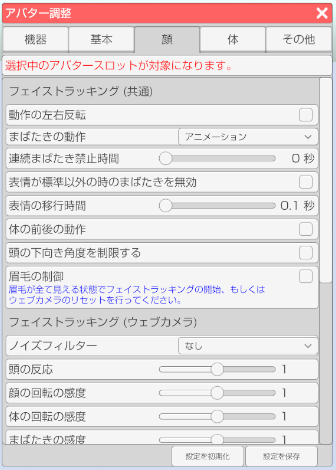 アバター調整
機器 基本 顔 体 その他
選択中のアバタースロットが対象になります。
フェイストラッキング (共通)
動作の左右反転
まばたきの動作 アニメーション
連続まばたき禁止時間 0 秒
表情が標準以外の時のまばたきを無効
表情の移行時間 0.1 秒
体の前後の動作
頭の下向き角度を制限する
眉毛の制御
眉毛が全て見える状態でフェイストラッキングの開始、もしくは
ウェブカメラのリセットを行ってください。
フェイストラッキング (ウェブカメラ)
ノイズフィルター なし
頭の反応 1
顔の回転の感度 1
体の回転の感度 1
まばたきの感度 1
設定を初期化 設定を保存